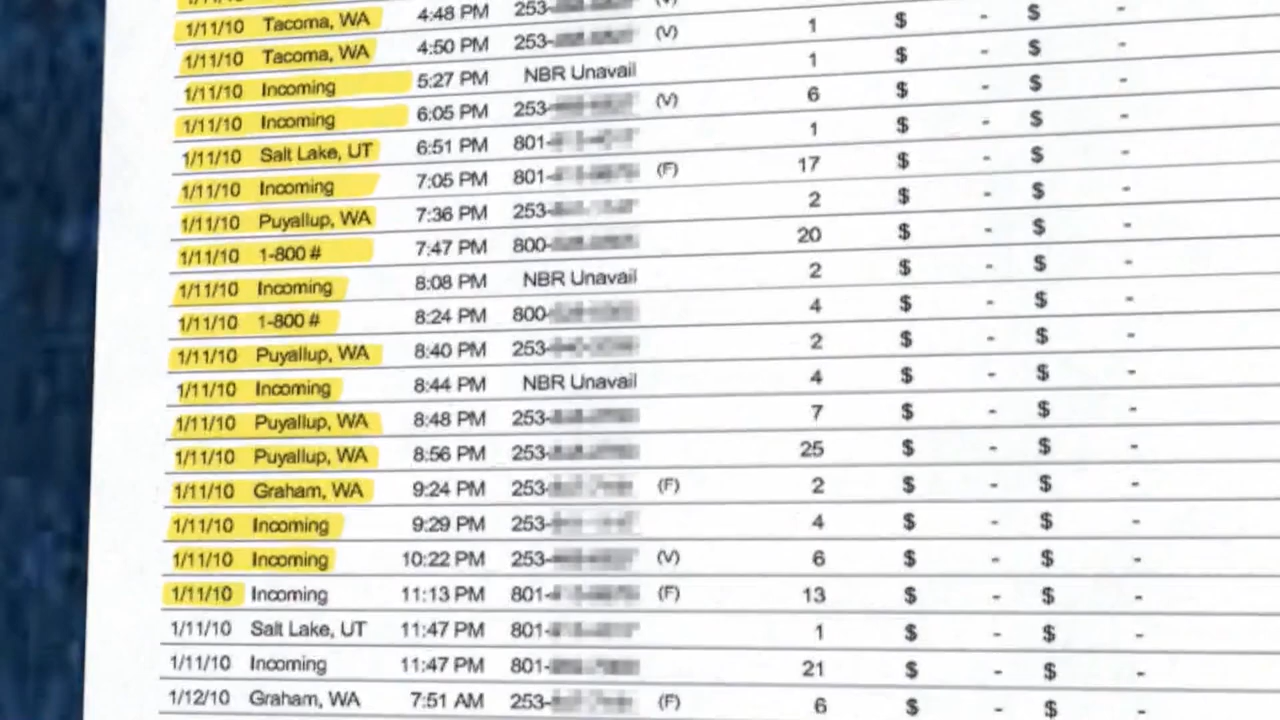 1/11/10 Tacoma, WA 4:48 PM 253- (V)
1/11/10 Tacoma, WA 4:50 PM 253- (V) 1 $ - $ -
1/11/10 Incoming 5:27 PM NBR Unavail 1 $ - $ -
1/11/10 Incoming 6:05 PM 253- (V) 6 $ - $ -
1/11/10 Salt Lake, UT 6:51 PM 801- 1 $ - $ -
1/11/10 Incoming 7:05 PM 801- (F) 17 $ - $ -
1/11/10 Puyallup, WA 7:36 PM 253- 2 $ - $ -
1/11/10 1-800 # 7:47 PM 800- 20 $ - $ -
1/11/10 Incoming 8:08 PM NBR Unavail 2 $ - $ -
1/11/10 1-800 # 8:24 PM 800- 4 $ - $ -
1/11/10 Puyallup, WA 8:40 PM 253- 2 $ - $ -
1/11/10 Incoming 8:44 PM NBR Unavail 4 $ - $ -
1/11/10 Puyallup, WA 8:48 PM 253- 7 $ - $ -
1/11/10 Puyallup, WA 8:56 PM 253- 25 $ - $ -
1/11/10 Graham, WA 9:24 PM 253- (F) 2 $ - $ -
1/11/10 Incoming 9:29 PM 253- 4 $ - $ -
1/11/10 Incoming 10:22 PM 253- (V) 6 $ - $ -
1/11/10 Incoming 11:13 PM 801- (F) 13 $ - $ -
1/11/10 Salt Lake, UT 11:47 PM 801- 1 $ - $ -
1/11/10 Incoming 11:47 PM 801- 21 $ - $ -
1/12/10 Graham, WA 7:51 AM 253- (F) 6 $ - $ -